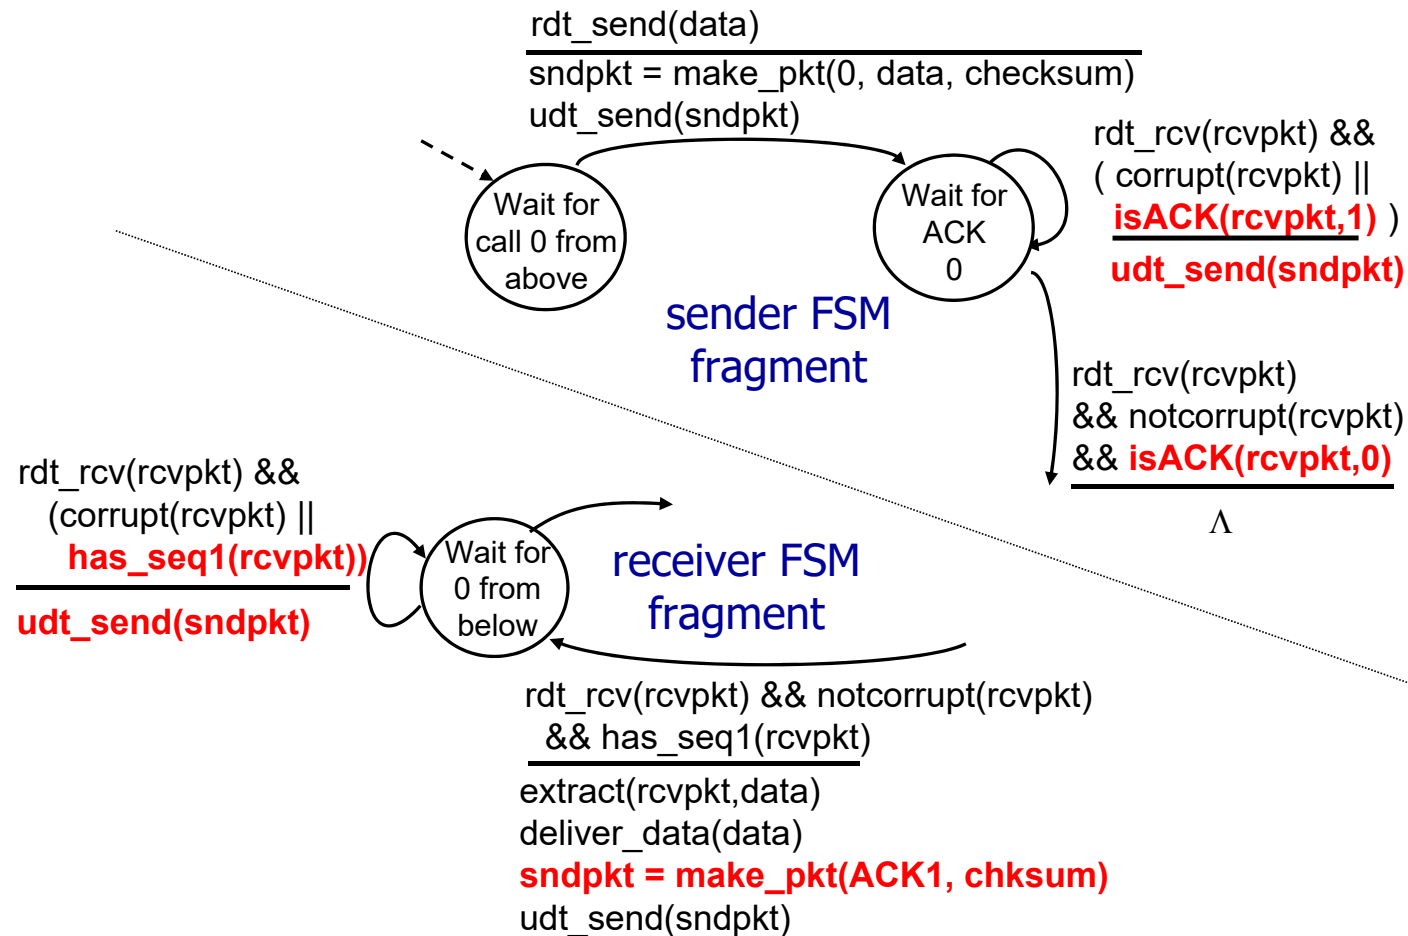 rdt_send(data)
sndpkt = make_pkt(0, data, checksum)
udt_send(sndpkt)
Wait for
call 0 from
above
Wait for
ACK
0
rdt_rcv(rcvpkt) &&
( corrupt(rcvpkt) ||
isACK(rcvpkt,1) )
udt_send(sndpkt)
sender FSM
fragment
rdt_rcv(rcvpkt)
&& notcorrupt(rcvpkt)
&& isACK(rcvpkt,0)
Λ
rdt_rcv(rcvpkt) &&
(corrupt(rcvpkt) ||
has_seq1(rcvpkt))
udt_send(sndpkt)
Wait for
0 from
below
receiver FSM
fragment
rdt_rcv(rcvpkt) && notcorrupt(rcvpkt)
&& has_seq1(rcvpkt)
extract(rcvpkt,data)
deliver_data(data)
sndpkt = make_pkt(ACK1, chksum)
udt_send(sndpkt)